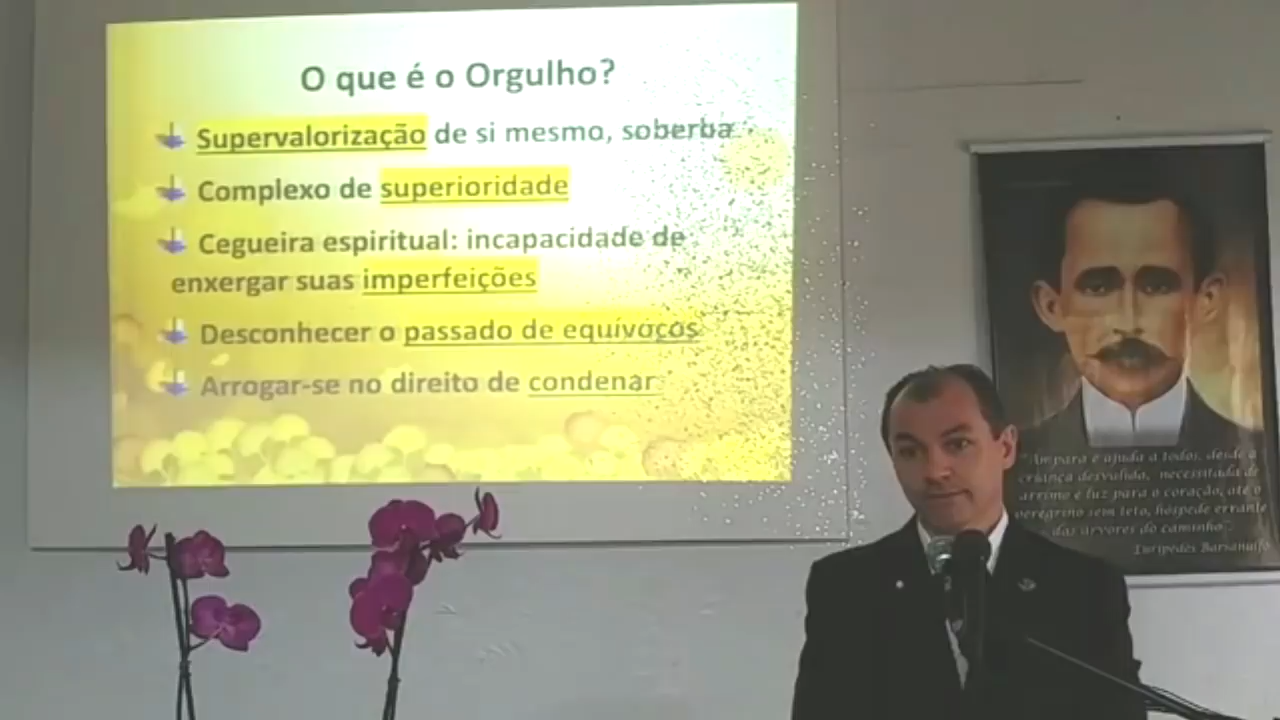 O que é o Orgulho?
Supervalorização de si mesmo, soberba
Complexo de superioridade
Cegueira espiritual: incapacidade de
enxergar suas imperfeições
Desconhecer o passado de equívocos
Arrogar-se no direito de condenar
"Ampara e ajuda a todos, desde a
criança desvalida, necessitada de
arrimo e luz para o coração, até o
peregrino sem teto, hóspede errante
das árvores do caminho".
Eurípedes Barsanulfo